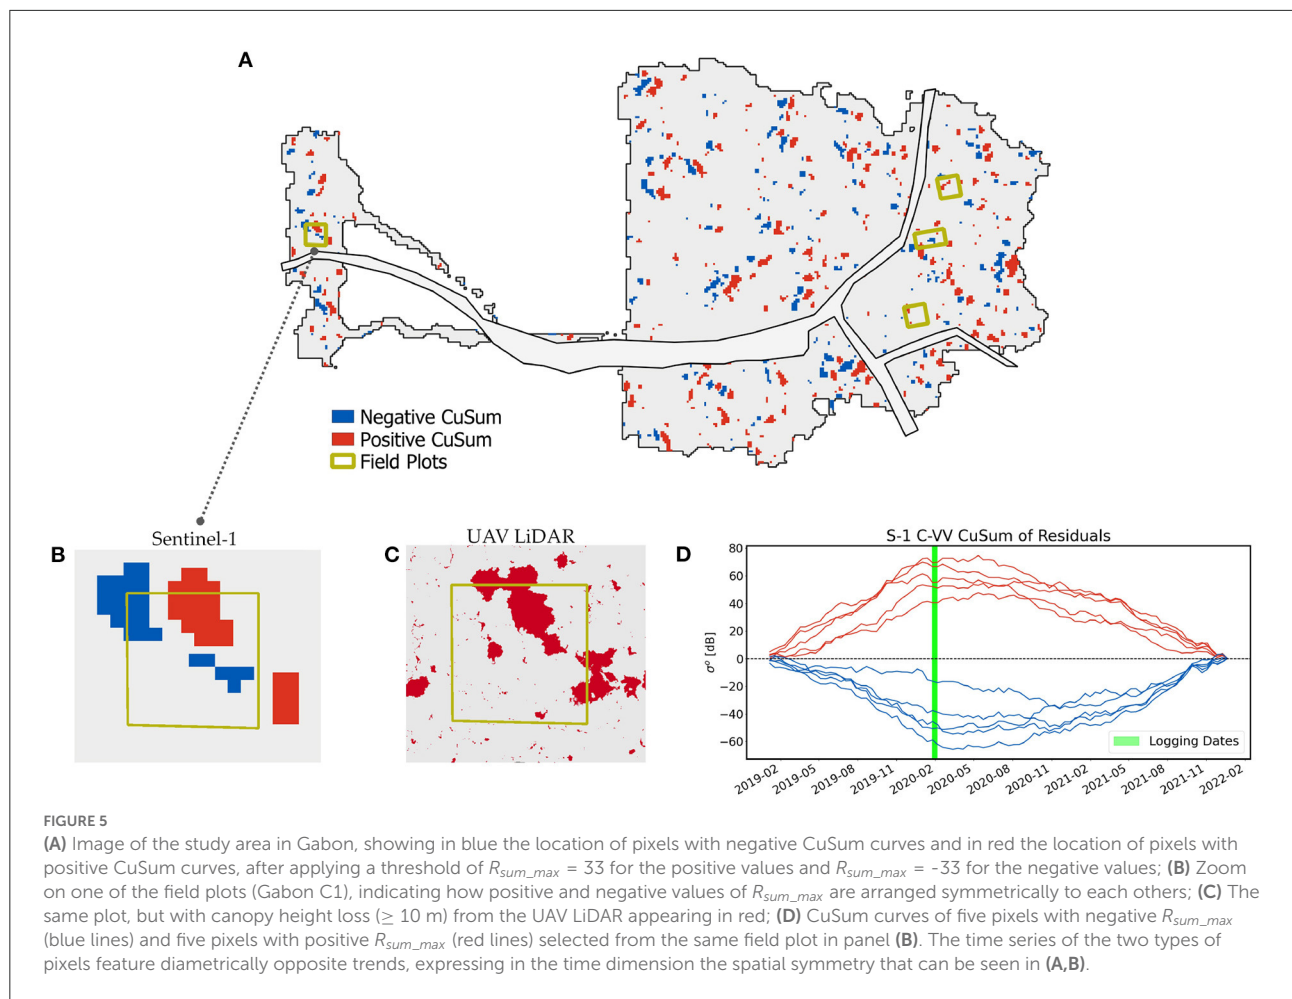 A
Negative CuSum
Positive CuSum
Field Plots
B
Sentinel-1
C
UAV LiDAR
D
S-1 C-VV CuSum of Residuals
σ⁰ [dB]
80
60
40
20
0
−20
−40
−60
Logging Dates
2019-02
2019-05
2019-08
2019-11
2020-02
2020-05
2020-08
2020-11
2021-02
2021-05
2021-08
2021-11
2022-02
FIGURE 5
(A) Image of the study area in Gabon, showing in blue the location of pixels with negative CuSum curves and in red the location of pixels with
positive CuSum curves, after applying a threshold of R_sum_max = 33 for the positive values and R_sum_max = -33 for the negative values; (B) Zoom
on one of the field plots (Gabon C1), indicating how positive and negative values of R_sum_max are arranged symmetrically to each others; (C) The
same plot, but with canopy height loss (≥ 10 m) from the UAV LiDAR appearing in red; (D) CuSum curves of five pixels with negative R_sum_max
(blue lines) and five pixels with positive R_sum_max (red lines) selected from the same field plot in panel (B). The time series of the two types of
pixels feature diametrically opposite trends, expressing in the time dimension the spatial symmetry that can be seen in (A,B).